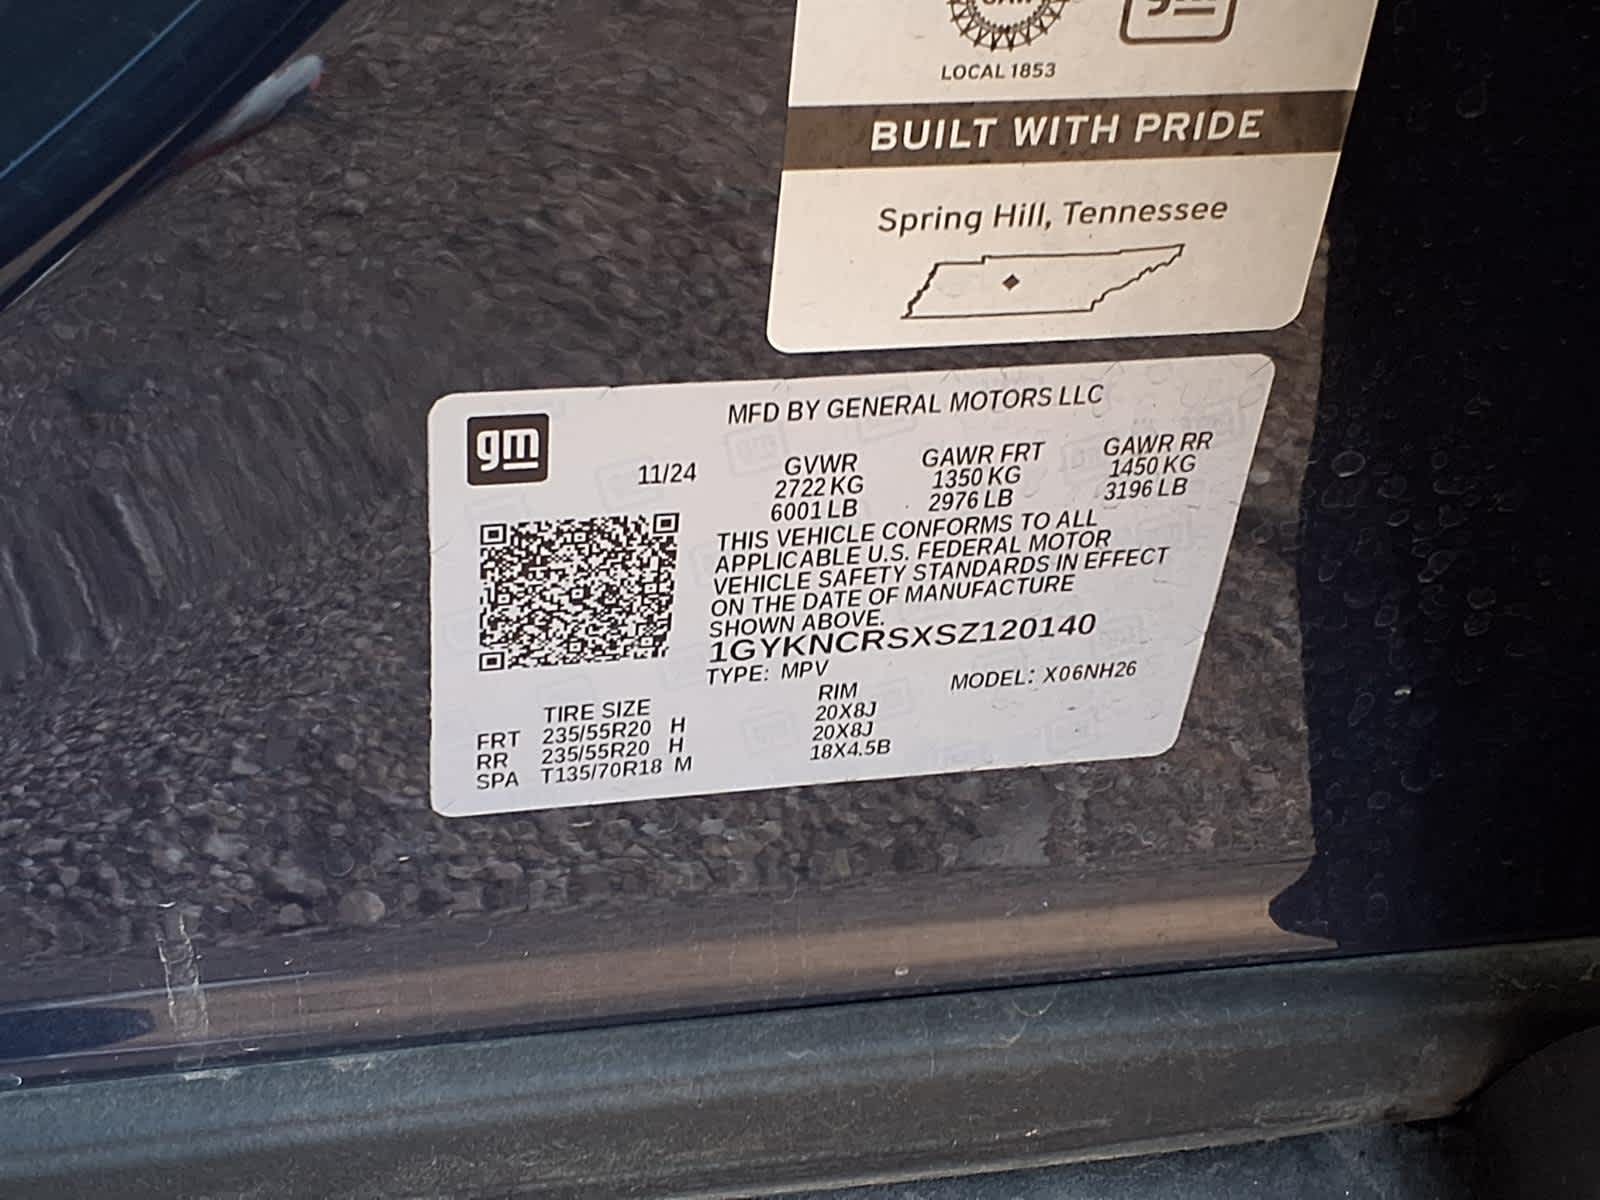 LOCAL 1853
gm
BUILT WITH PRIDE
Spring Hill, Tennessee
gm
MFD BY GENERAL MOTORS LLC
11/24
GVWR GAWR FRT GAWR RR
2722 KG 1350 KG 1450 KG
6001 LB 2976 LB 3196 LB
THIS VEHICLE CONFORMS TO ALL
APPLICABLE U.S. FEDERAL MOTOR
VEHICLE SAFETY STANDARDS IN EFFECT
ON THE DATE OF MANUFACTURE
SHOWN ABOVE.
1GYKNCRSXSZ120140
TYPE: MPV MODEL: X06NH26
TIRE SIZE RIM
FRT 235/55R20 H 20X8J
RR 235/55R20 H 20X8J
SPA T135/70R18 M 18X4.5B